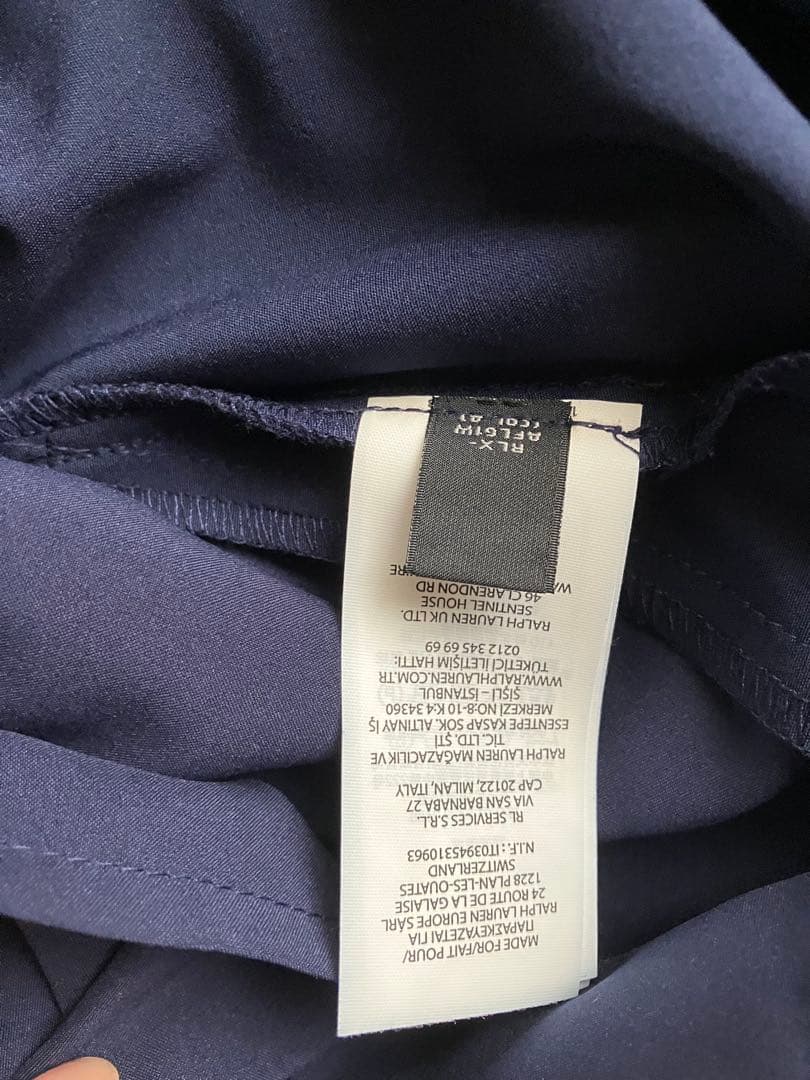 MADE FOR/FAIT POUR/
ΠΑΡΑΣΚΕΥΑΖΕΤΑΙ ΓΙΑ
RALPH LAUREN EUROPE SÀRL
24 ROUTE DE LA GALAISE
1228 PLAN-LES-OUATES
SWITZERLAND
N.I.F.: IT03945310963
RL SERVICES S.R.L.
VIA SAN BARNABA 27
CAP 20122, MILAN, ITALY
RALPH LAUREN MAĞAZACILIK VE
TİC. LTD. ŞTİ
ESENTEPE KASAP SOK. ALTINAY İŞ
MERKEZİ NO:8-10 K:4 34360
ŞİŞLİ – İSTANBUL
WWW.RALPHLAUREN.COM.TR
TÜKETİCİ İLETİŞİM HATTI:
0212 345 69 69
RALPH LAUREN UK LTD.
SENTINEL HOUSE
46 CLARENDON RD
RLX-
AFL61W